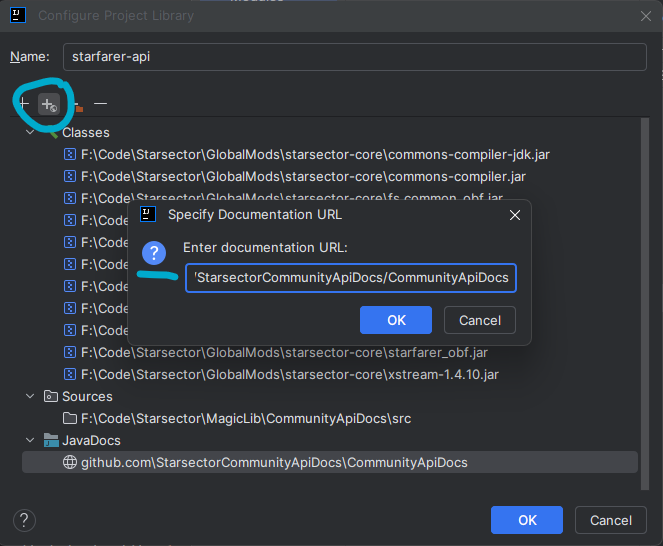 Configure Project Library
Name: starfarer-api
Classes
F:\Code\Starsector\GlobalMods\starsector-core\commons-compiler-jdk.jar
F:\Code\Starsector\GlobalMods\starsector-core\commons-compiler.jar
F:\Code\Starsector\GlobalMods\starsector-core\fs.common_obf.jar
F:\Code
Specify Documentation URL
F:\Code
Enter documentation URL:
F:\Code
'StarsectorCommunityApiDocs/CommunityApiDocs
F:\Code
F:\Code
OK Cancel
F:\Code
F:\Code\Starsector\GlobalMods\starsector-core\starfarer_obf.jar
F:\Code\Starsector\GlobalMods\starsector-core\xstream-1.4.10.jar
Sources
F:\Code\Starsector\MagicLib\CommunityApiDocs\src
JavaDocs
github.com\StarsectorCommunityApiDocs\CommunityApiDocs
OK Cancel